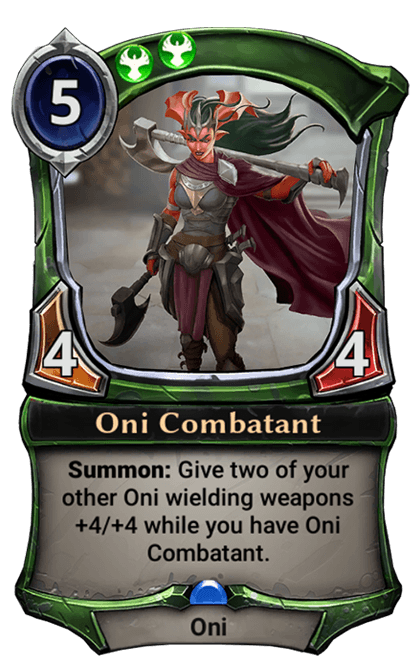 5
4
4
Oni Combatant
Summon: Give two of your
other Oni wielding weapons
+4/+4 while you have Oni
Combatant.
Oni